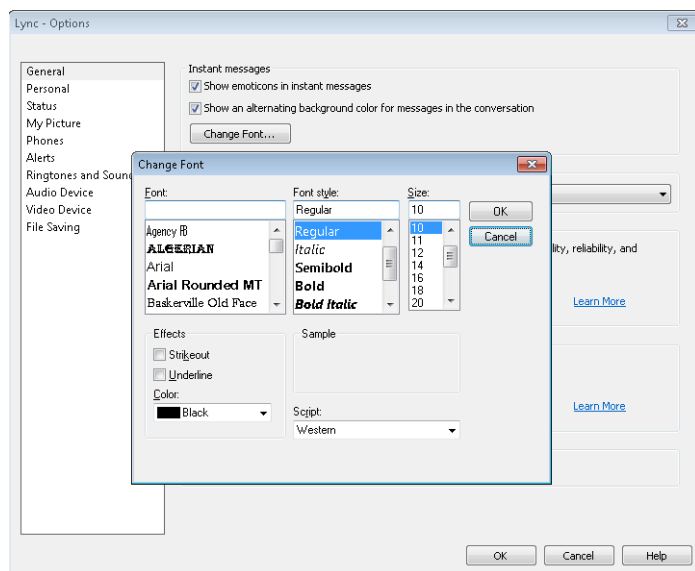 Lync - Options
General
Personal
Status
My Picture
Phones
Alerts
Ringtones and Soun
Audio Device
Video Device
File Saving
Instant messages
Show emoticons in instant messages
Show an alternating background color for messages in the conversation
Change Font...
Change Font
Font:
Agency FB
ALGERIAN
Arial
Arial Rounded MT
Baskerville Old Face
Font style:
Regular
Regular
Italic
Semibold
Bold
Bold Italic
Size:
10
10
11
12
14
16
18
20
OK
Cancel
Effects
Strikeout
Underline
Color:
Black
Sample
Script:
Western
lity, reliability, and
Learn More
Learn More
OK
Cancel
Help